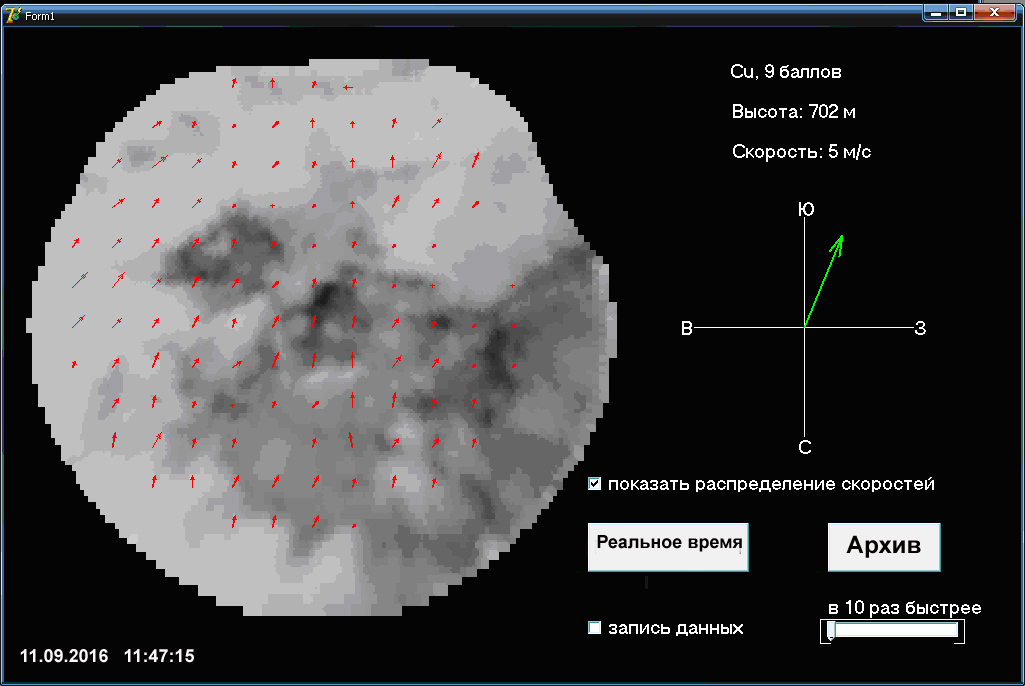 Form1
Cu, 9 баллов
Высота: 702 м
Скорость: 5 м/с
Ю
В
З
С
показать распределение скоростей
Реальное время
Архив
в 10 раз быстрее
запись данных
11.09.2016 11:47:15